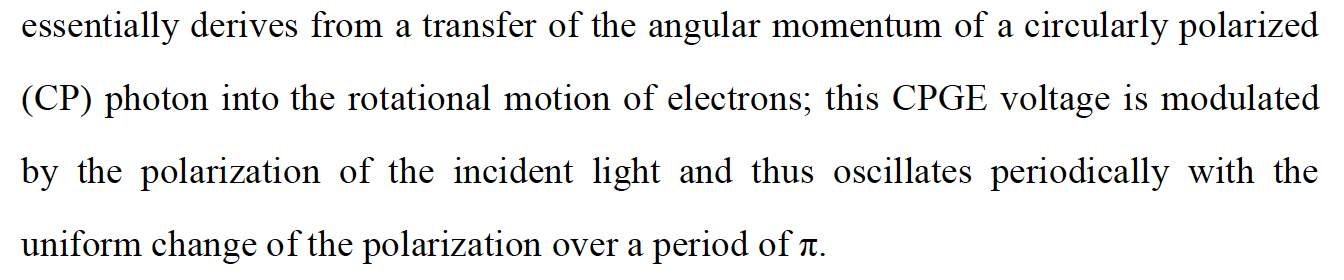 essentially derives from a transfer of the angular momentum of a circularly polarized
(CP) photon into the rotational motion of electrons; this CPGE voltage is modulated
by the polarization of the incident light and thus oscillates periodically with the
uniform change of the polarization over a period of π.